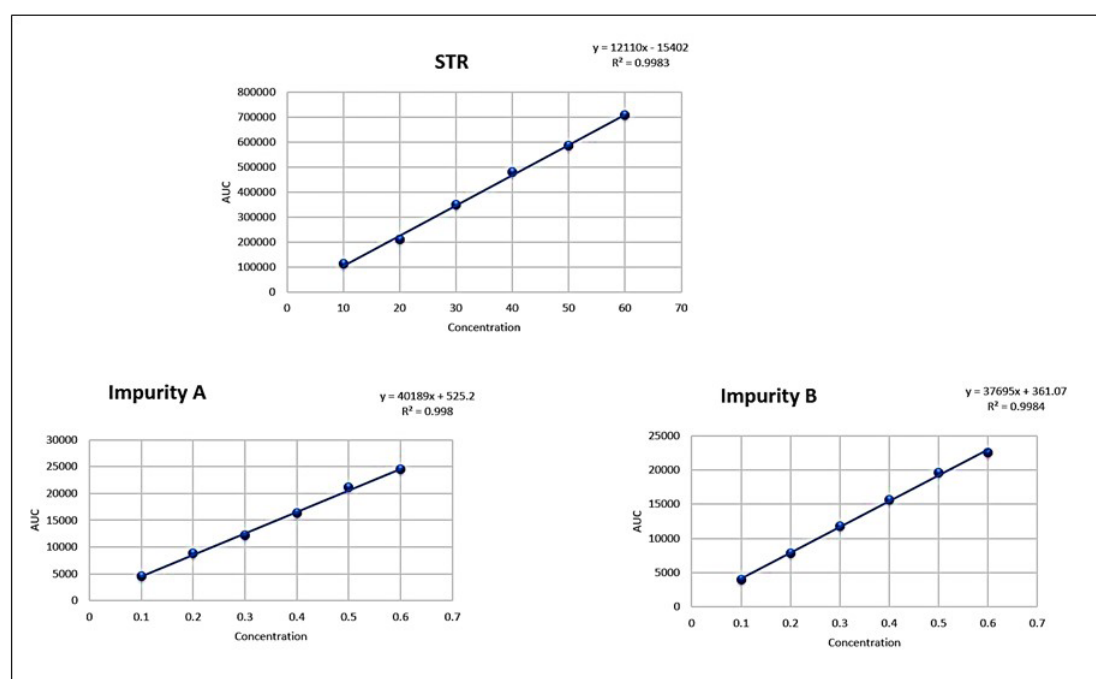 STR
y = 12110x - 15402
R² = 0.9983
800000
700000
600000
500000
400000
300000
200000
100000
0
AUC
0 10 20 30 40 50 60 70
Concentration
Impurity A
y = 40189x + 525.2
R² = 0.998
30000
25000
20000
15000
10000
5000
0
AUC
0 0.1 0.2 0.3 0.4 0.5 0.6 0.7
Concentration
Impurity B
y = 37695x + 361.07
R² = 0.9984
25000
20000
15000
10000
5000
0
AUC
0 0.1 0.2 0.3 0.4 0.5 0.6 0.7
Concentration